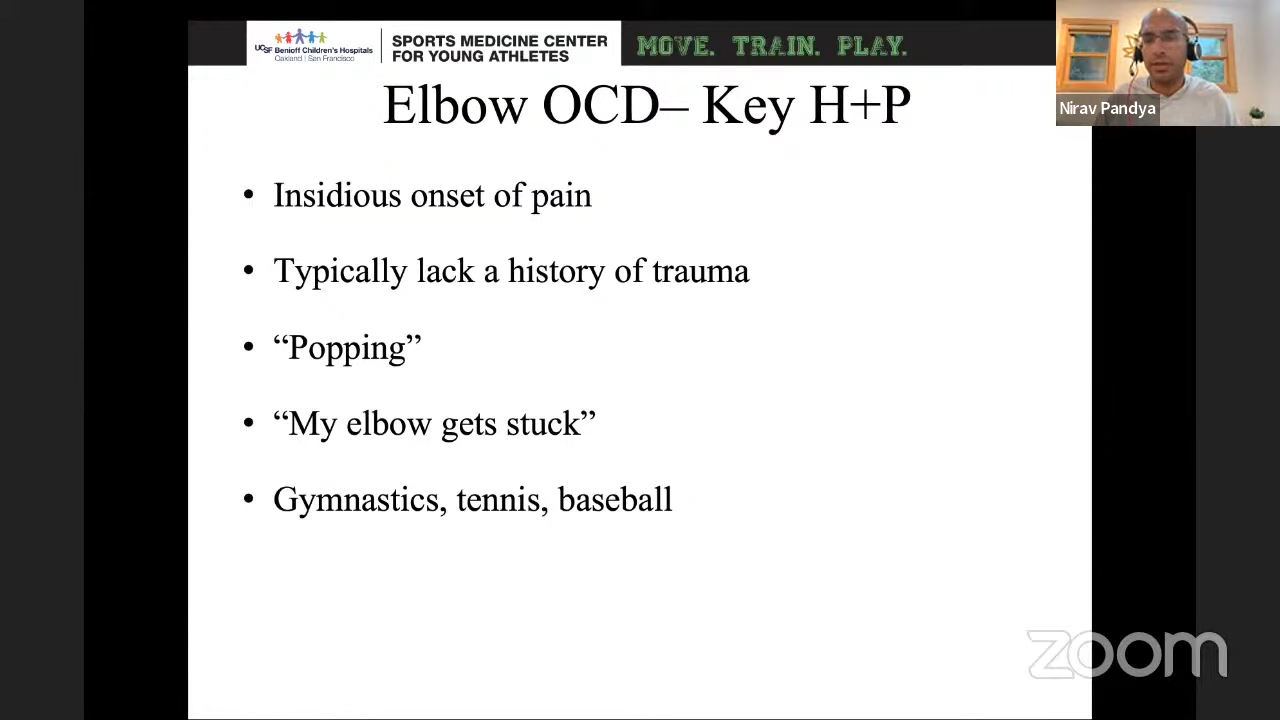 UCSF Benioff Children's Hospitals
Oakland | San Francisco
SPORTS MEDICINE CENTER
FOR YOUNG ATHLETES
MOVE. TRAIN. PLAY.
Nirav Pandya
Elbow OCD– Key H+P
• Insidious onset of pain
• Typically lack a history of trauma
• “Popping”
• “My elbow gets stuck”
• Gymnastics, tennis, baseball
zoom